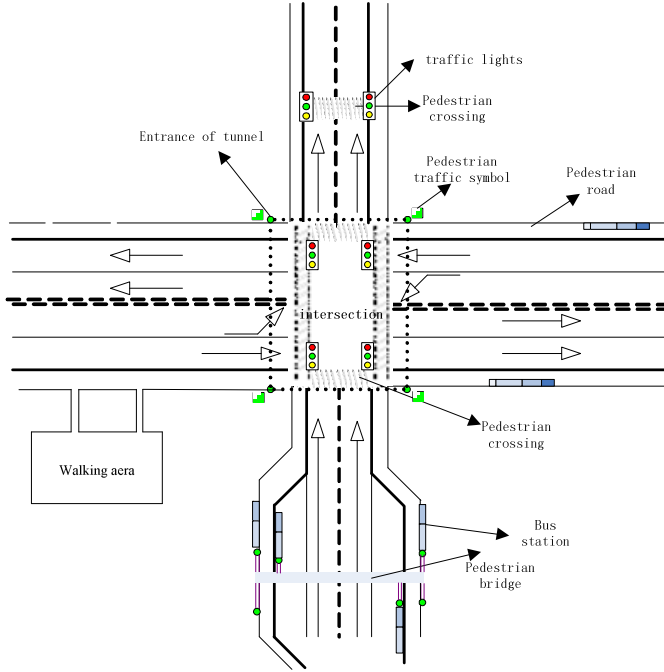 traffic lights
Pedestrian
crossing
Entrance of tunnel
Pedestrian
traffic symbol
Pedestrian
road
intersection
Pedestrian
crossing
Walking aera
Bus
station
Pedestrian
bridge